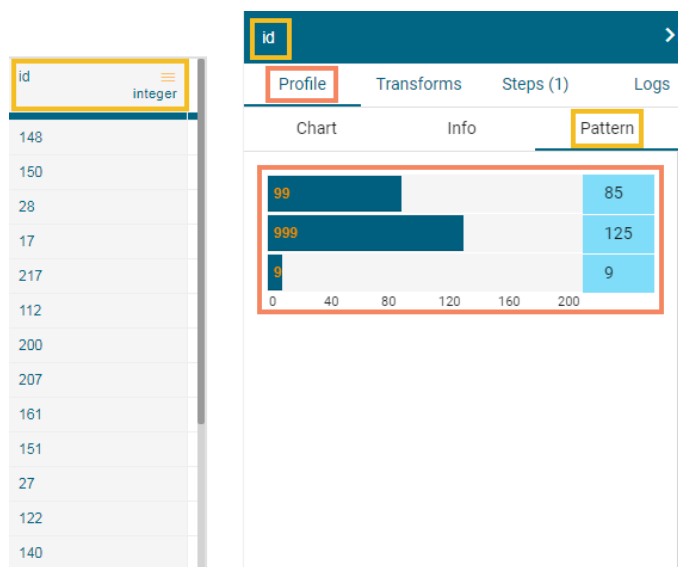 id
integer
148
150
28
17
217
112
200
207
161
151
27
122
140
id
Profile Transforms Steps (1) Logs
Chart Info Pattern
99 85
999 125
9 9
0 40 80 120 160 200